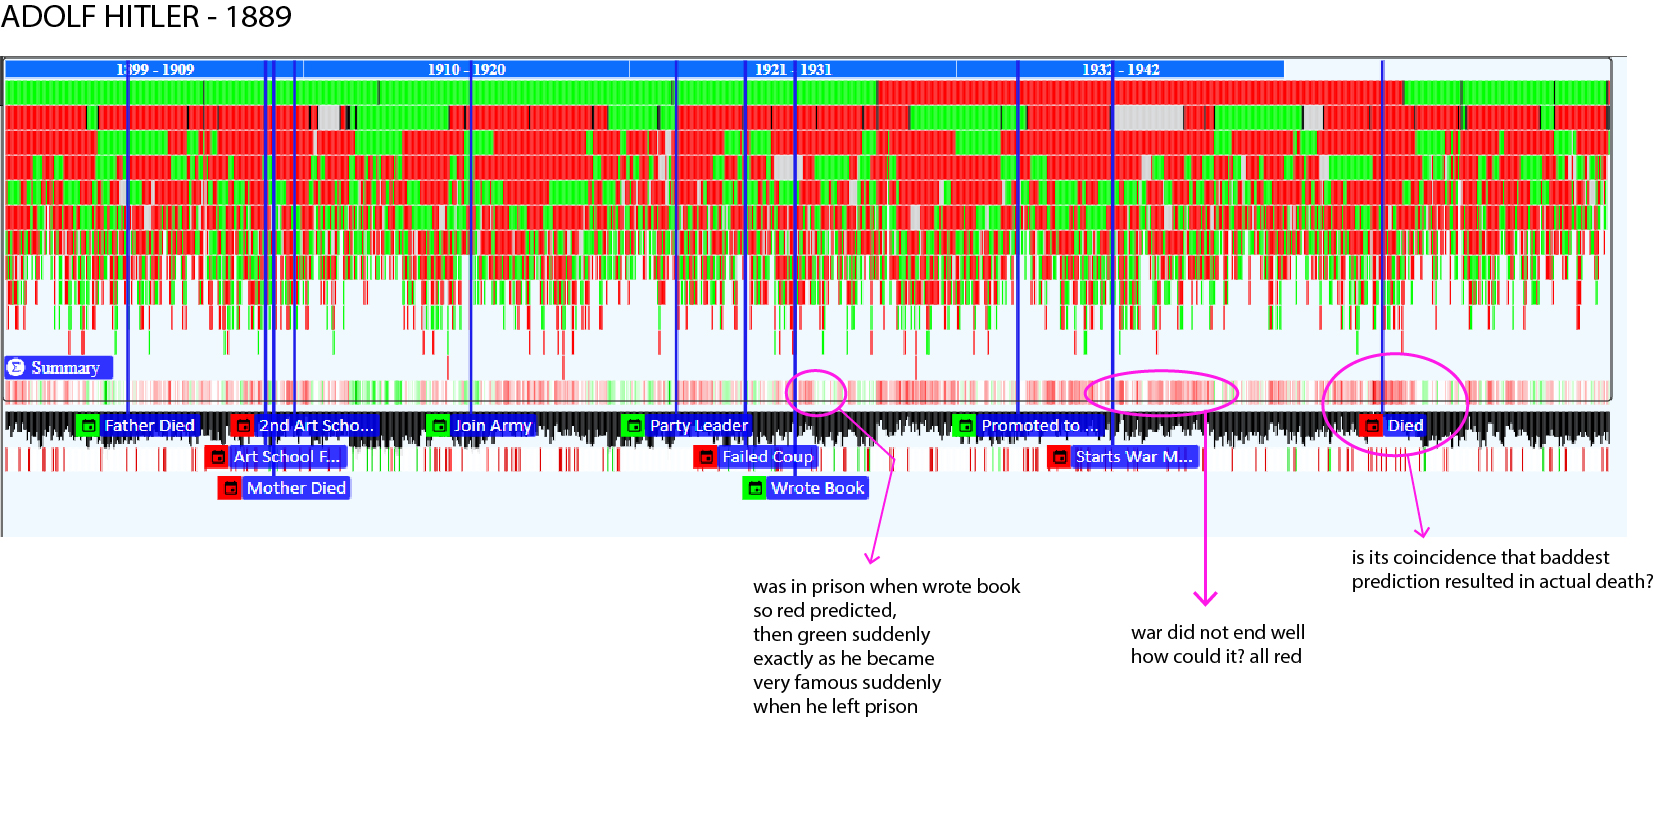 ADOLF HITLER - 1889
1899 - 1909
1910 - 1920
1921 - 1931
1932 - 1942
Summary
Father Died
2nd Art Scho...
Join Army
Party Leader
Promoted to ...
Died
Art School F...
Failed Coup
Starts War M...
Mother Died
Wrote Book
was in prison when wrote book
so red predicted,
then green suddenly
exactly as he became
very famous suddenly
when he left prison
war did not end well
how could it? all red
is its coincidence that baddest
prediction resulted in actual death?